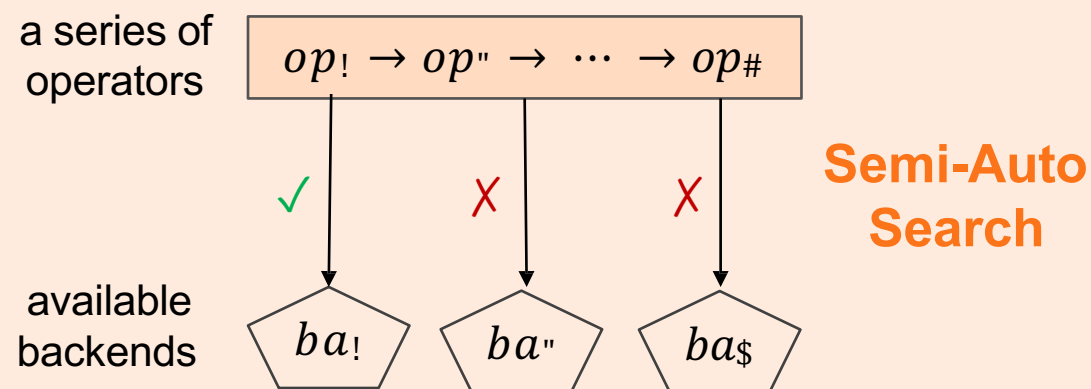 a series of
operators
op! → op" → ⋯ → op#
✓
✗
✗
Semi-Auto
Search
available
backends
ba!
ba"
ba$